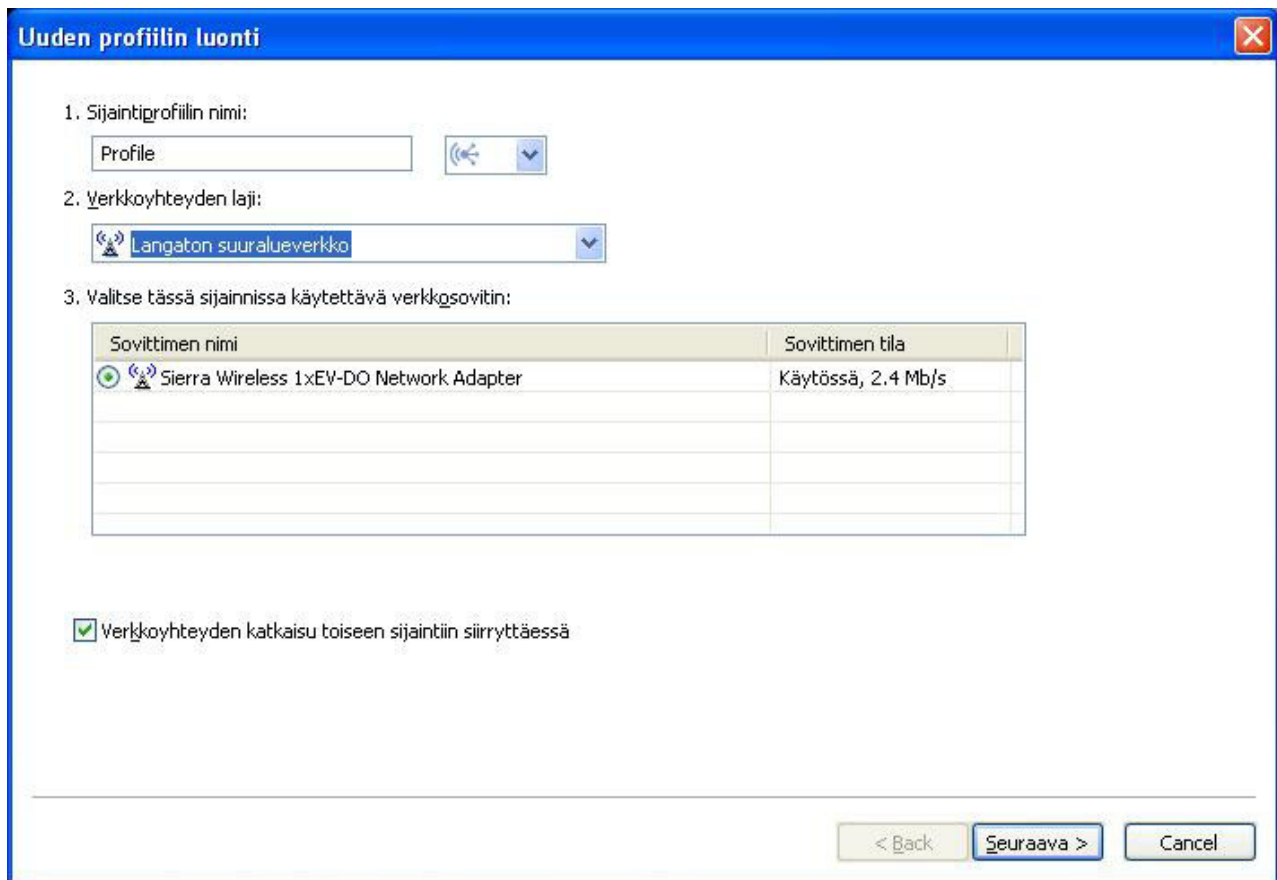 Uuden profiilin luonti
1. Sijaintiprofiilin nimi:
Profile
2. Verkkoyhteyden laji:
Langaton suuralueverkko
3. Valitse tässä sijainnissa käytettävä verkkosovitin:
Sovittimen nimi Sovittimen tila
Sierra Wireless 1xEV-DO Network Adapter Käytössä, 2.4 Mb/s
Verkkoyhteyden katkaisu toiseen sijaintiin siirryttäessä
< Back Seuraava > Cancel